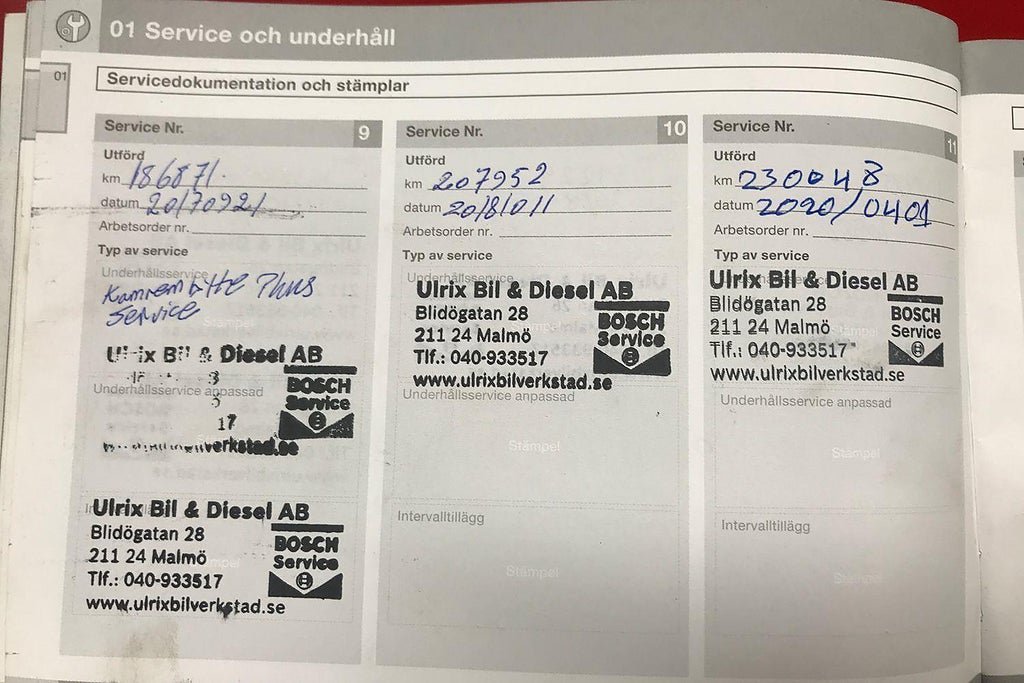 01 Service och underhåll
01
Servicedokumentation och stämplar
Service Nr. 9
Utförd
km 186871.
datum 20170921
Arbetsorder nr.
Typ av service
Underhållsservice
Kamrem bytte Plus
Service
Stämpel
Ulrix Bil & Diesel AB
BOSCH
Service
Underhållsservice anpassad
17
verkstad.se
Ulrix Bil & Diesel AB
Blidögatan 28
211 24 Malmö
Tlf.: 040-933517
www.ulrixbilverkstad.se
BOSCH
Service
Service Nr. 10
Utförd
km 207952
datum 20181011
Arbetsorder nr.
Typ av service
Underhållsservice
Ulrix Bil & Diesel AB
Blidögatan 28
211 24 Malmö
Tlf.: 040-933517
www.ulrixbilverkstad.se
BOSCH
Service
Underhållsservice anpassad
Stämpel
Intervalltillägg
Stämpel
Service Nr. 11
Utförd
km 230048
datum 2020/0401
Arbetsorder nr.
Typ av service
Ulrix Bil & Diesel AB
Blidögatan 28
211 24 Malmö
Tlf.: 040-933517
www.ulrixbilverkstad.se
BOSCH
Service
Stämpel
Underhållsservice anpassad
Stämpel
Intervalltillägg
Stämpel